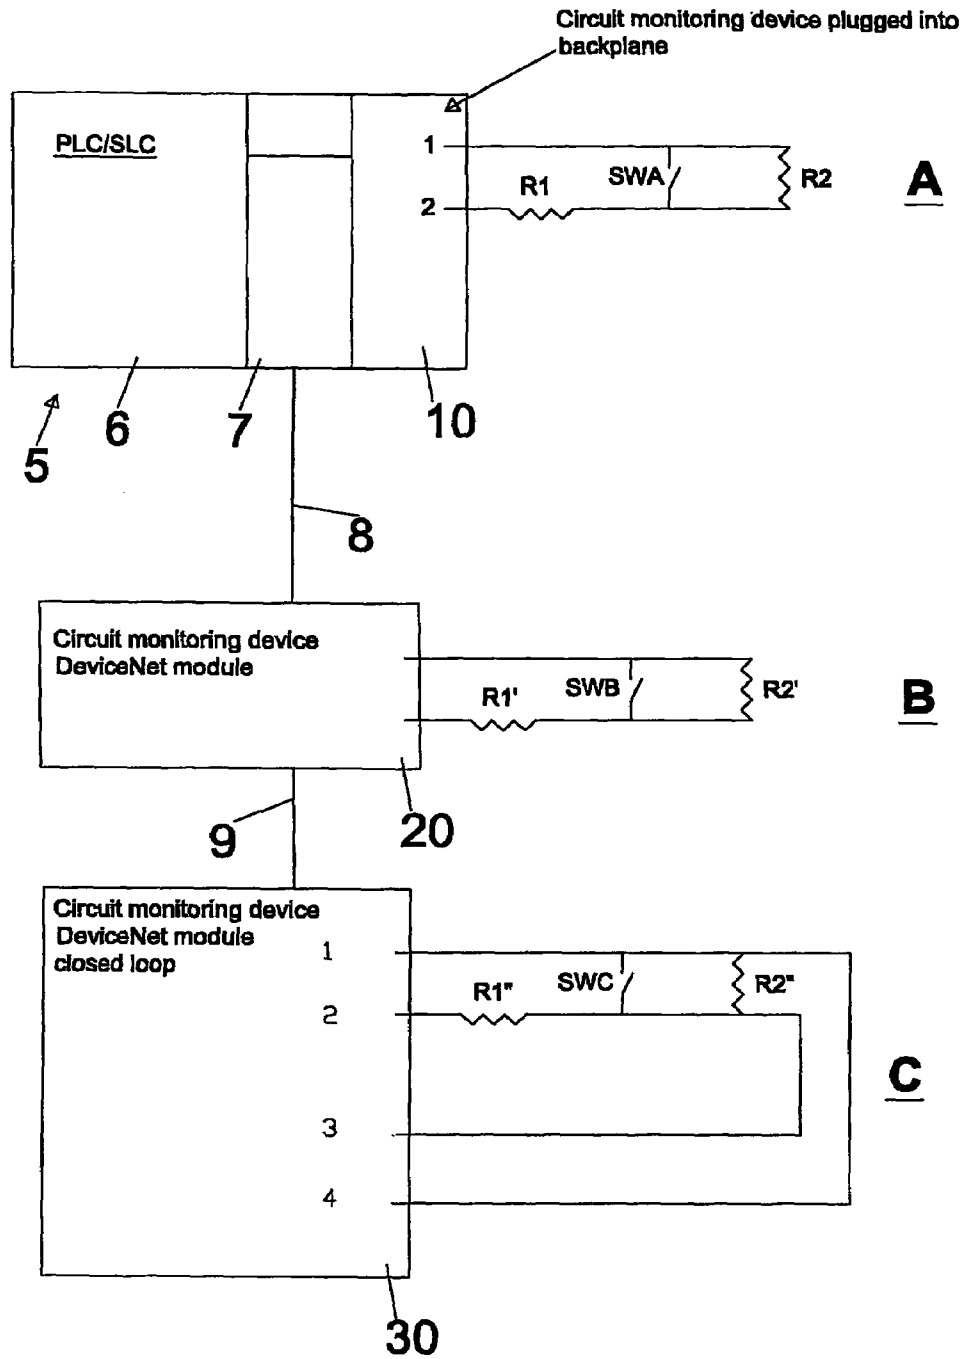 Circuit monitoring device plugged into
backplane
PLC/SLC
1
2
R1
SWA
R2
A
5
6
7
10
8
Circuit monitoring device
DeviceNet module
R1'
SWB
R2'
B
9
20
Circuit monitoring device
DeviceNet module
closed loop
1
2
3
4
R1"
SWC
R2"
C
30